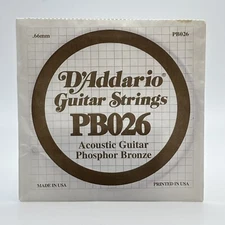 .66mm PB026
D'Addario
Guitar Strings
PB026
Acoustic Guitar
Phosphor Bronze
MADE IN USA PRINTED IN USA